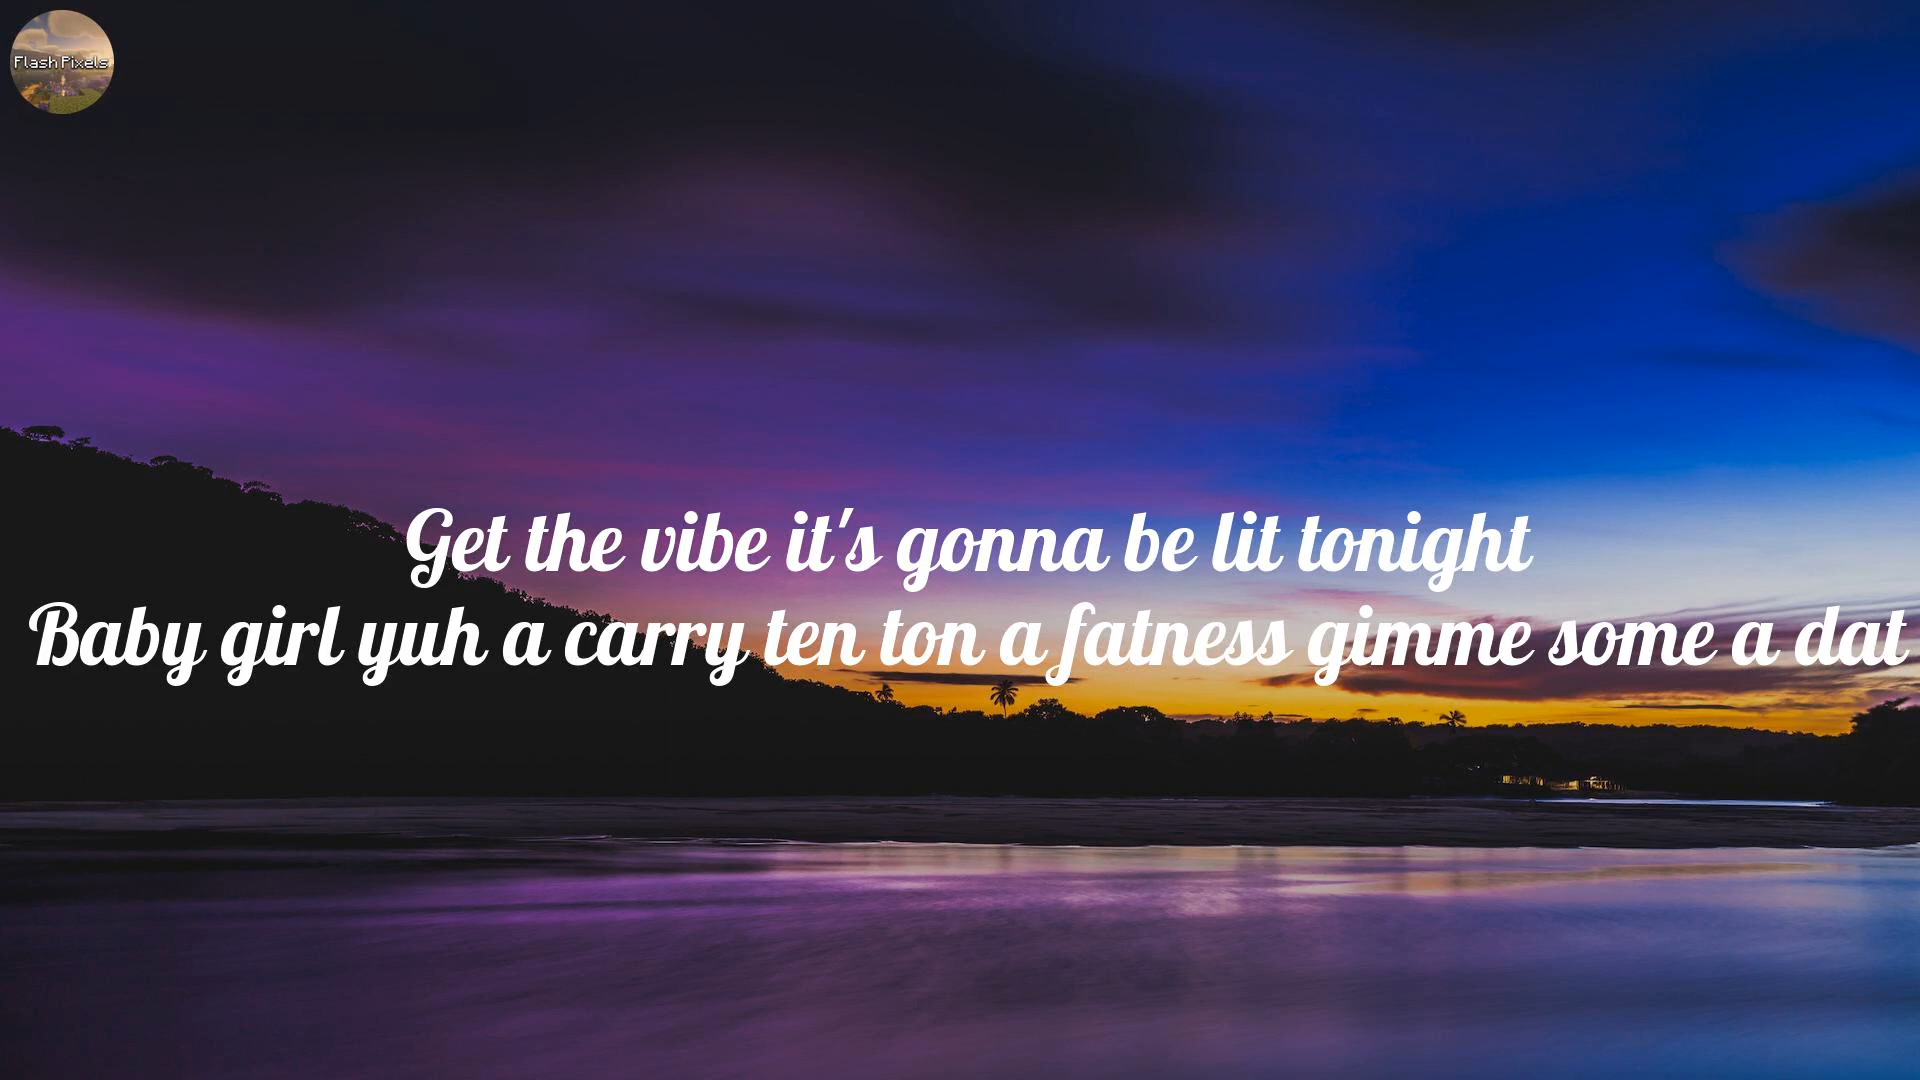 Flash Pixels
Get the vibe it's gonna be lit tonight
Baby girl yuh a carry ten ton a fatness gimme some a dat